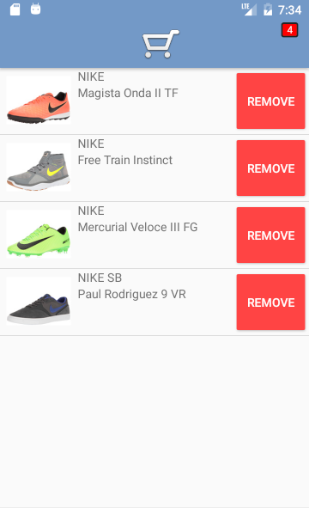 LTE 7:34
4
NIKE
Magista Onda II TF
REMOVE
NIKE
Free Train Instinct
REMOVE
NIKE
Mercurial Veloce III FG
REMOVE
NIKE SB
Paul Rodriguez 9 VR
REMOVE